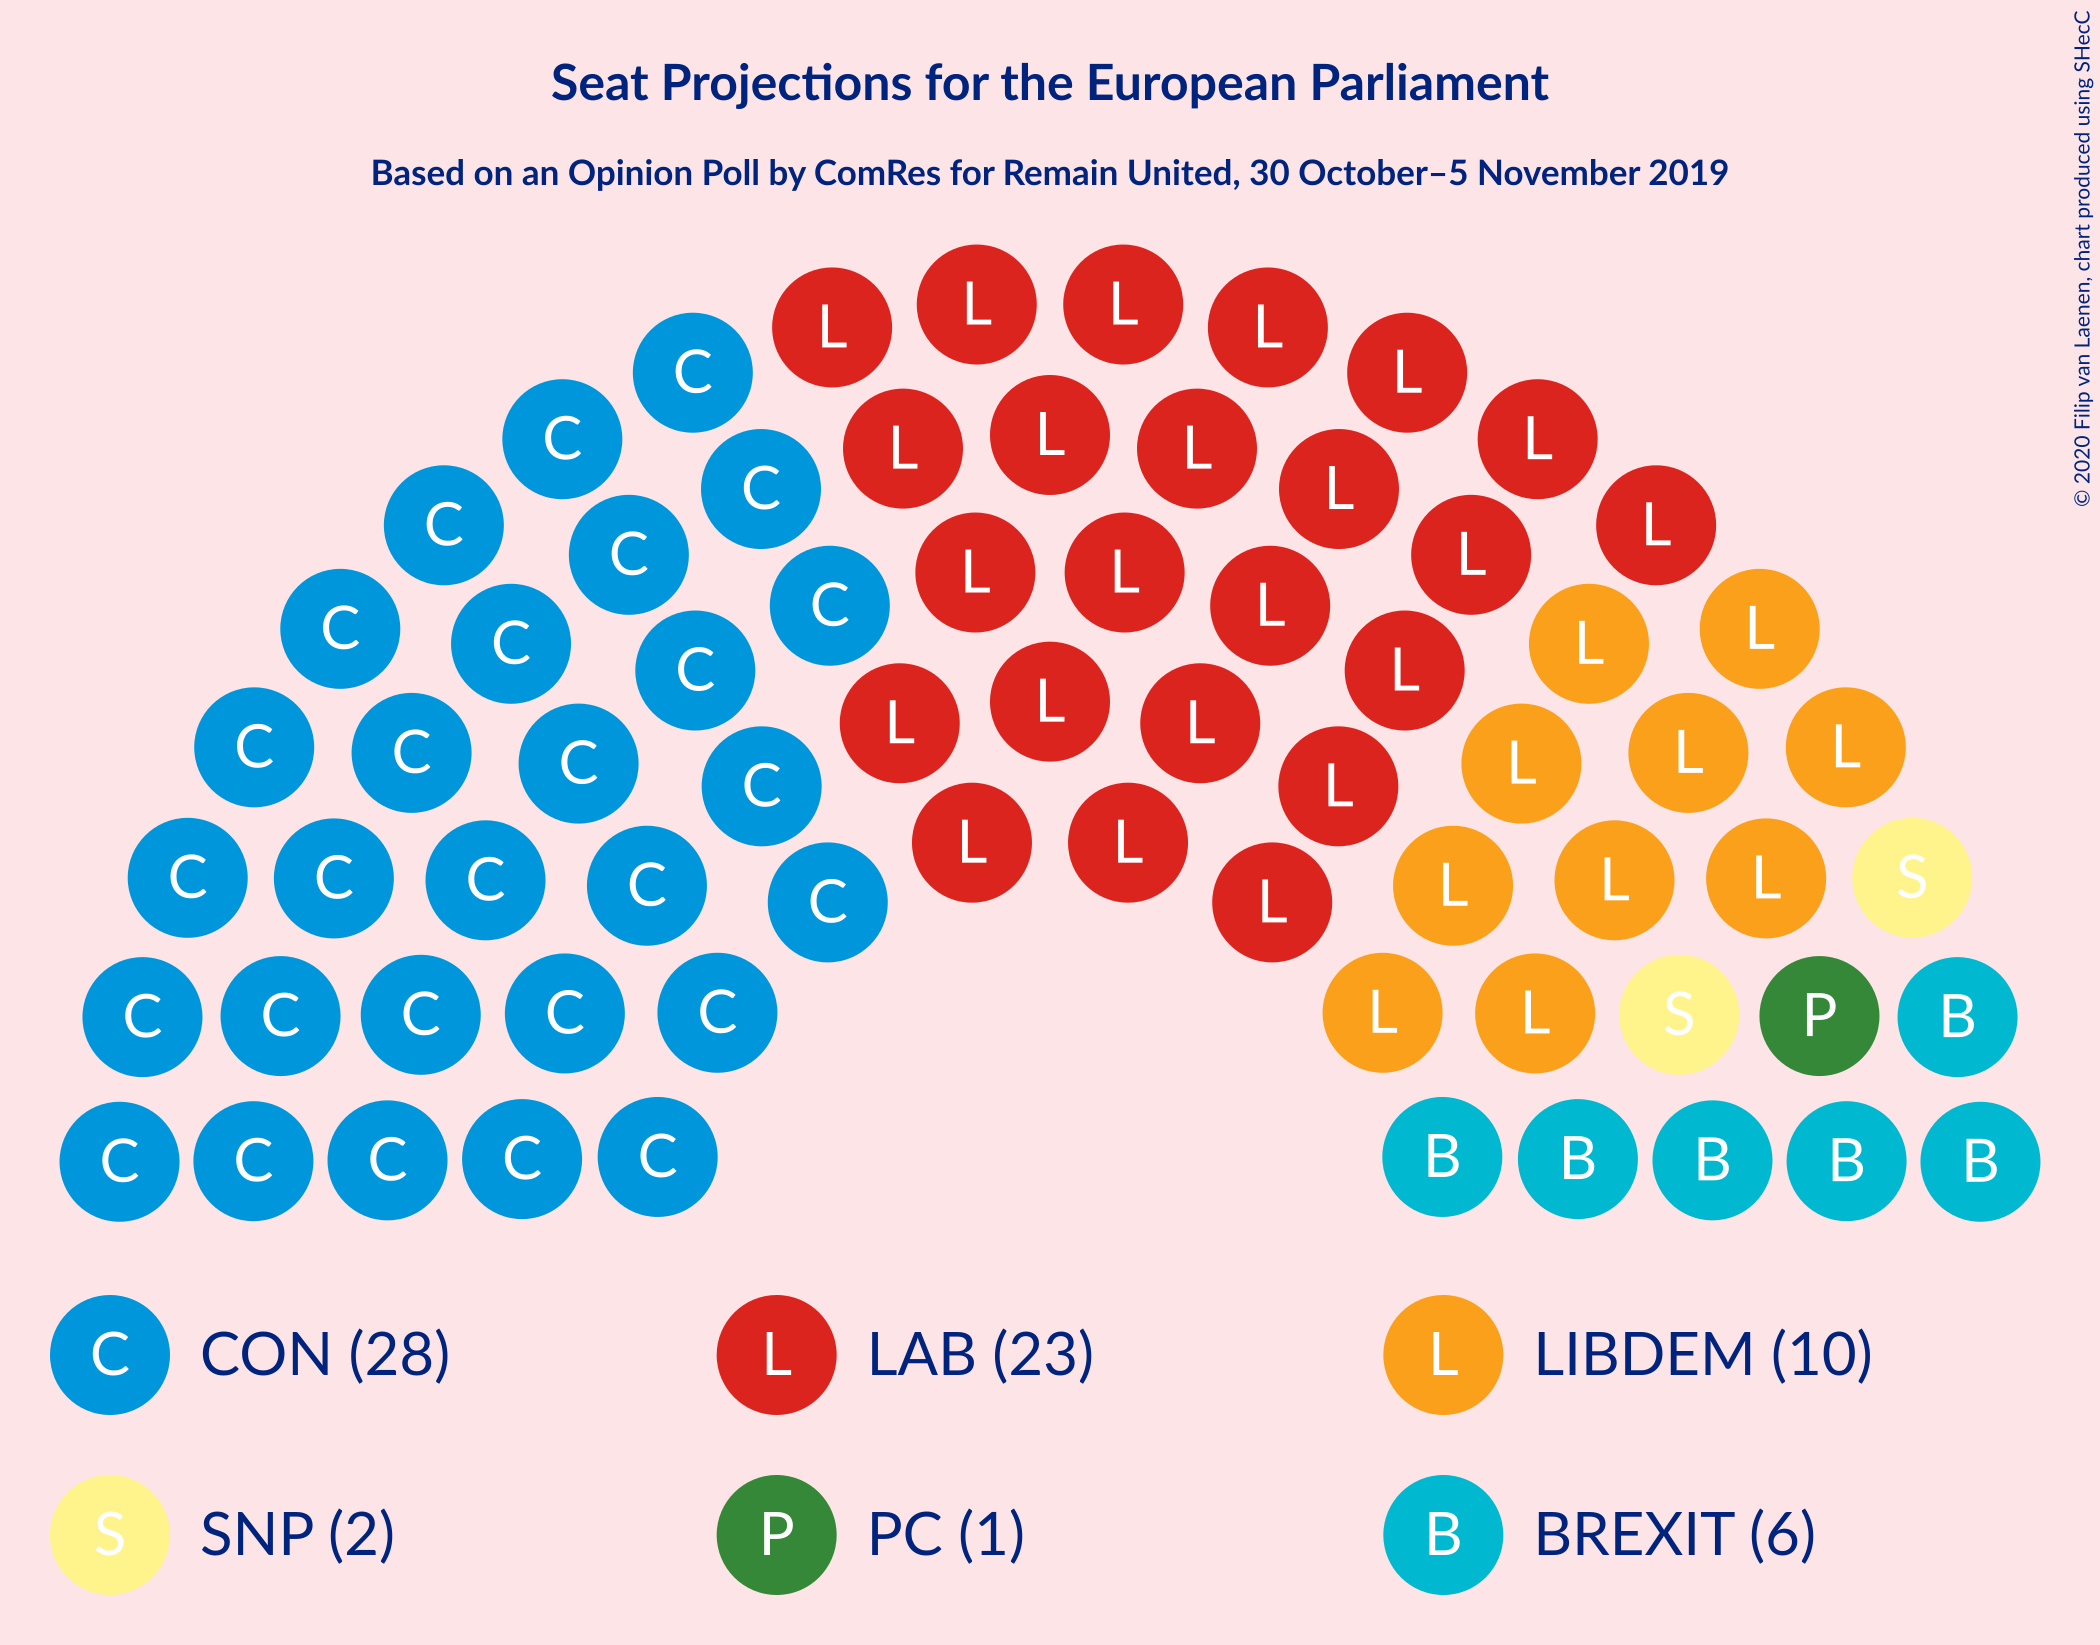 Seat Projections for the European Parliament
Based on an Opinion Poll by ComRes for Remain United, 30 October–5 November 2019
© 2020 Filip van Laenen, chart produced using SHecC
L L
L L
C L
L
C L L C L
C L L
C L
C L L
C L
C L
C L
C L
C L L
L
C L L
C L
C L
C C L L
C L
C L L
C L
C C C C L L L S
C C C C C L L S P B
C C C C C B B B B B
C CON (28) L LAB (23) L LIBDEM (10)
S SNP (2) P PC (1) B BREXIT (6)